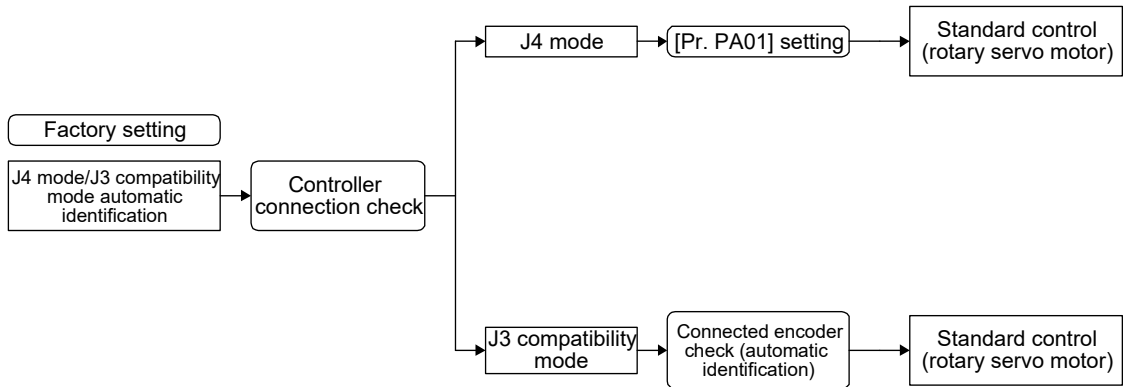 Factory setting
J4 mode/J3 compatibility
mode automatic
identification
Controller
connection check
J4 mode
[Pr. PA01] setting
Standard control
(rotary servo motor)
J3 compatibility
mode
Connected encoder
check (automatic
identification)
Standard control
(rotary servo motor)